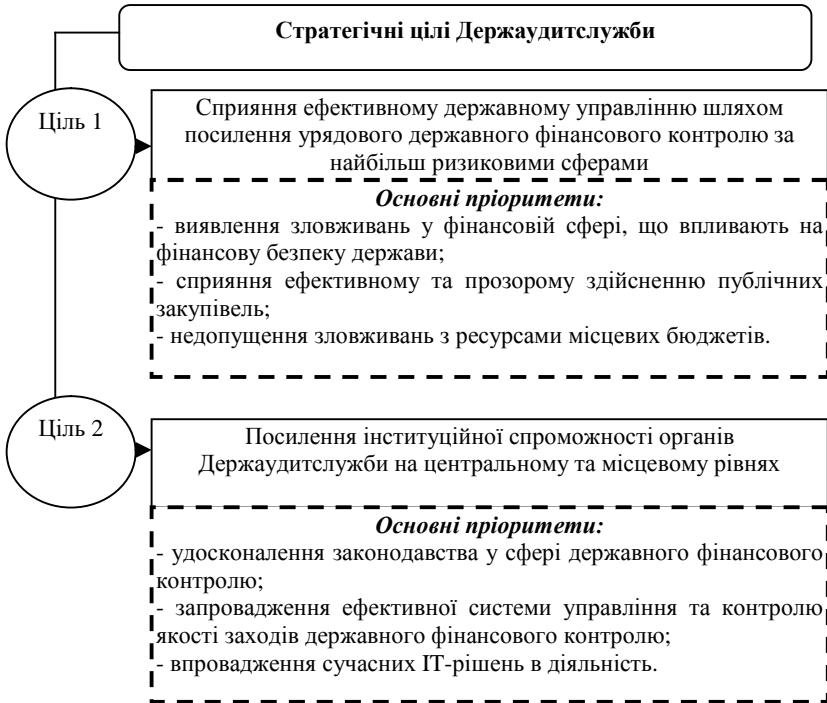 Стратегічні цілі Держаудитслужби
Ціль 1
Сприяння ефективному державному управлінню шляхом
посилення урядового державного фінансового контролю за
найбільш ризиковими сферами
Основні пріоритети:
- виявлення зловживань у фінансовій сфері, що впливають на
фінансову безпеку держави;
- сприяння ефективному та прозорому здійсненню публічних
закупівель;
- недопущення зловживань з ресурсами місцевих бюджетів.
Ціль 2
Посилення інституційної спроможності органів
Держаудитслужби на центральному та місцевому рівнях
Основні пріоритети:
- удосконалення законодавства у сфері державного фінансового
контролю;
- запровадження ефективної системи управління та контролю
якості заходів державного фінансового контролю;
- впровадження сучасних ІТ-рішень в діяльність.